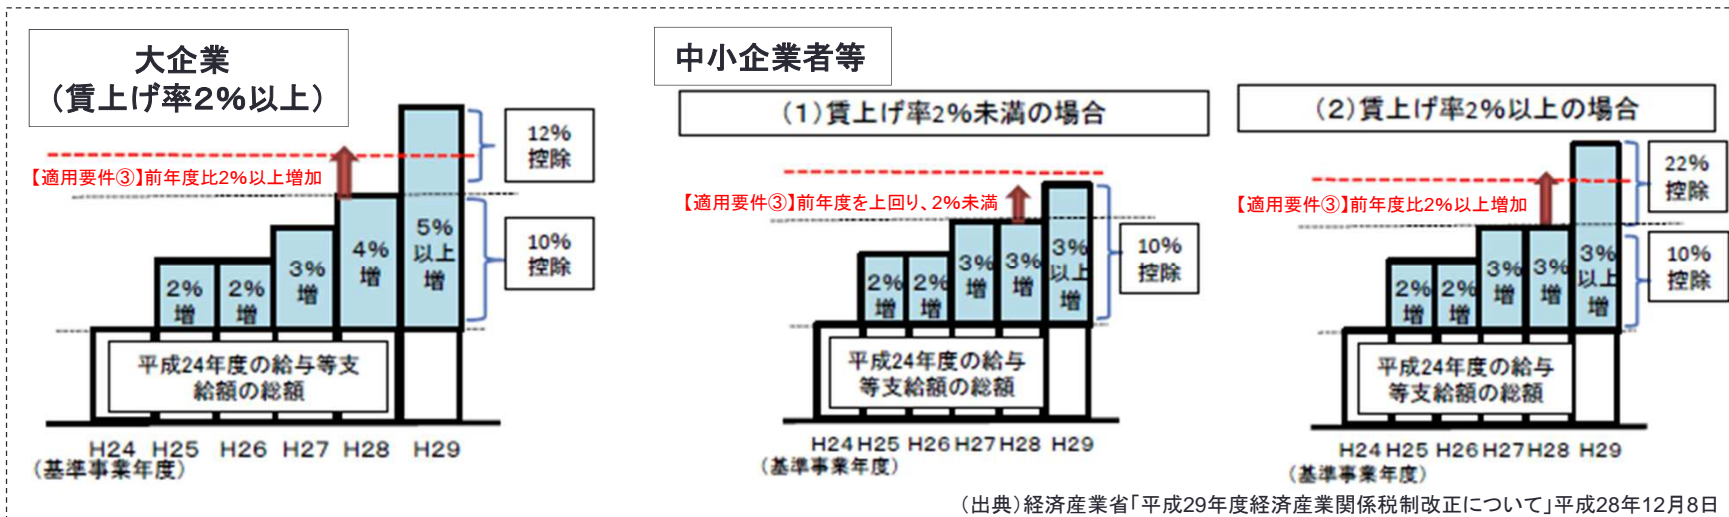 大企業
（賃上げ率2％以上）
12％
控除
【適用要件③】前年度比2％以上増加
10％
控除
2％
増
2％
増
3％
増
4％
増
5％
以上
増
平成24年度の給与等支
給額の総額
H24 H25 H26 H27 H28 H29
（基準事業年度）
中小企業者等
（1）賃上げ率2％未満の場合
【適用要件③】前年度を上回り、2％未満
10％
控除
2％
増
2％
増
3％
増
3％
増
3％
以上
増
平成24年度の給与
等支給額の総額
H24 H25 H26 H27 H28 H29
（基準事業年度）
（2）賃上げ率2％以上の場合
22％
控除
【適用要件③】前年度比2％以上増加
10％
控除
2％
増
2％
増
3％
増
3％
増
3％
以上
増
平成24年度の給与
等支給額の総額
H24 H25 H26 H27 H28 H29
（基準事業年度）
（出典）経済産業省「平成29年度経済産業関係税制改正について」平成28年12月8日